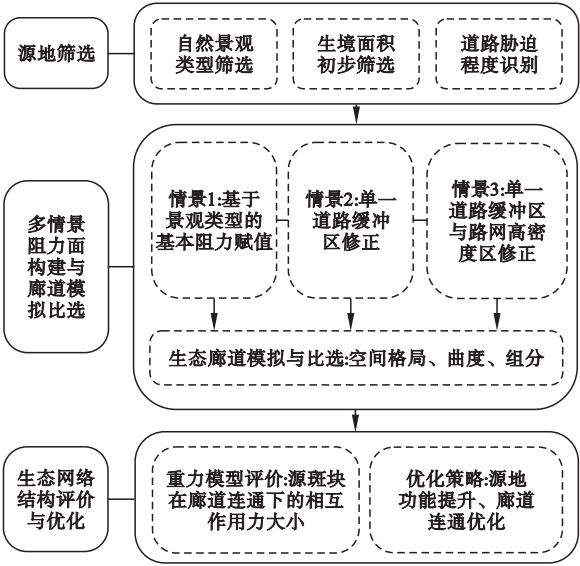 源地筛选
自然景观
类型筛选
生境面积
初步筛选
道路胁迫
程度识别
多情景
阻力面
构建与
廊道模
拟比选
情景1:基于
景观类型的
基本阻力赋值
情景2:单一
道路缓冲
区修正
情景3:单一
道路缓冲区
与路网高密
度区修正
生态廊道模拟与比选:空间格局、曲度、组分
生态网络
结构评价
与优化
重力模型评价:源斑块
在廊道连通下的相互
作用力大小
优化策略:源地
功能提升、廊道
连通优化